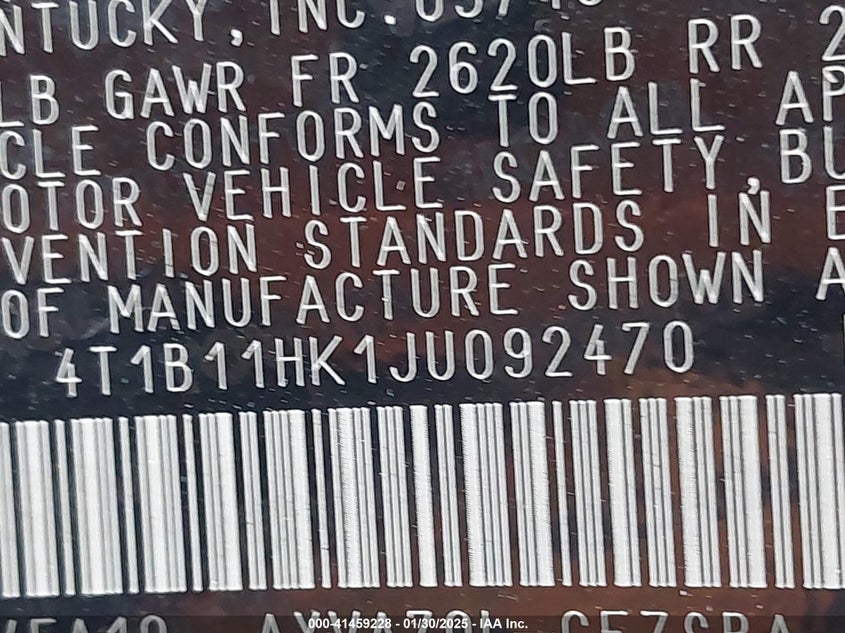 NTUCKY, INC.
LB GAWR FR 2620LB RR 2
CLE CONFORMS TO ALL AP
OTOR VEHICLE SAFETY, BU
VENTION STANDARDS IN E
OF MANUFACTURE SHOWN A
4T1B11HK1JU092470
000-41459228 - 01/30/2025 - IAA Inc.